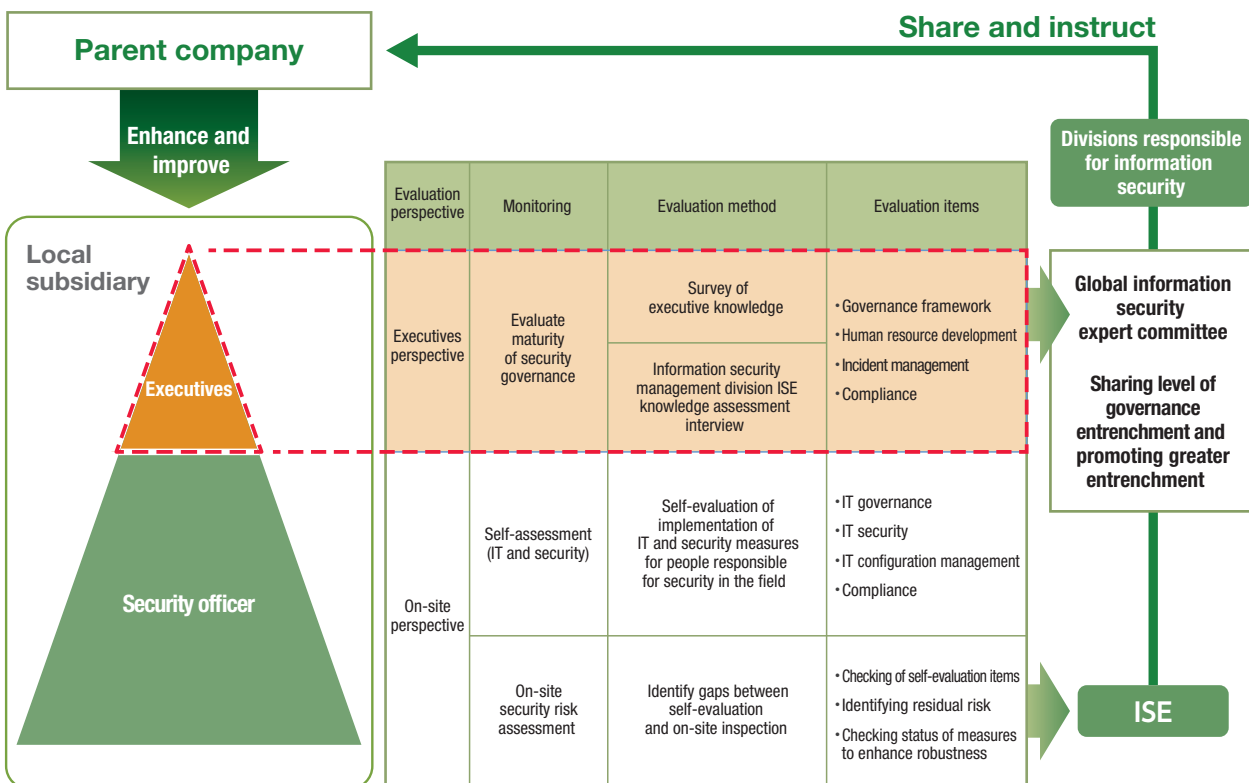 Share and instruct
Parent company
Enhance and
improve
Divisions responsible
for information
security
Local
subsidiary
Executives
Security officer
Evaluation
perspective
Monitoring
Evaluation method
Evaluation items
Executives
perspective
Evaluate
maturity
of security
governance
Survey of
executive knowledge
Information security
management division ISE
knowledge assessment
interview
•Governance framework
•Human resource development
•Incident management
•Compliance
On-site
perspective
Self-assessment
(IT and security)
Self-evaluation of
implementation of
IT and security measures
for people responsible
for security in the field
•IT governance
•IT security
•IT configuration management
•Compliance
On-site
security risk
assessment
Identify gaps between
self-evaluation
and on-site inspection
•Checking of self-evaluation items
•Identifying residual risk
•Checking status of measures
to enhance robustness
Global information
security
expert committee
Sharing level of
governance
entrenchment and
promoting greater
entrenchment
ISE